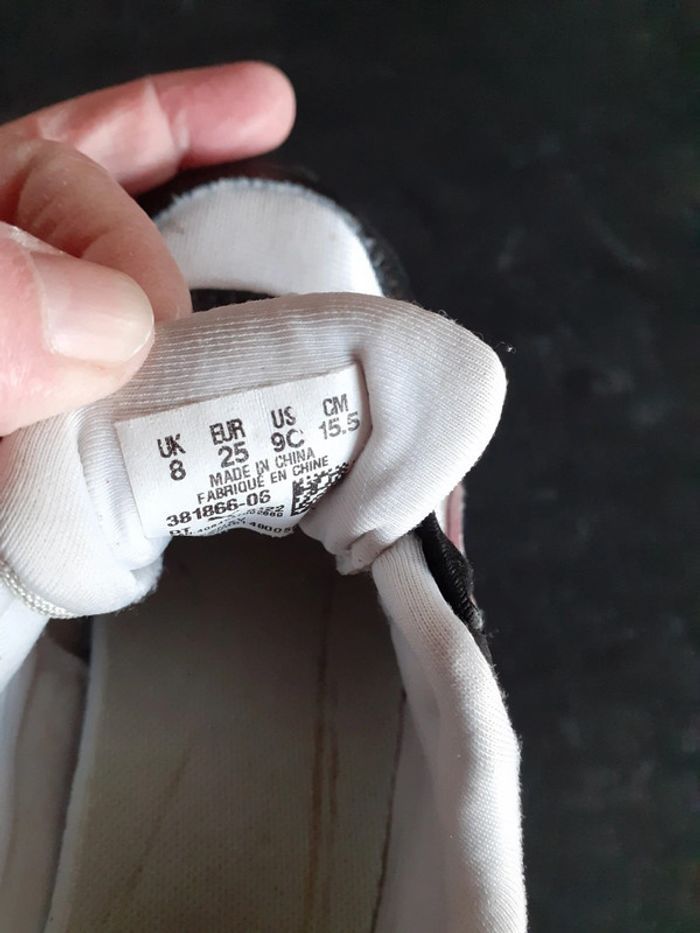 UK EUR US CM
8 25 9C 15.5
MADE IN CHINA
FABRIQUÉ EN CHINE
381866-06